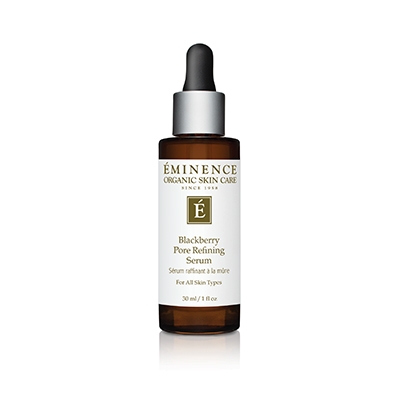 ÉMINENCE
ORGANIC SKIN CARE
SINCE 1958
É
Blackberry
Pore Refining
Serum
Sérum raffinant à la mûre
For All Skin Types
30 ml / 1 fl oz